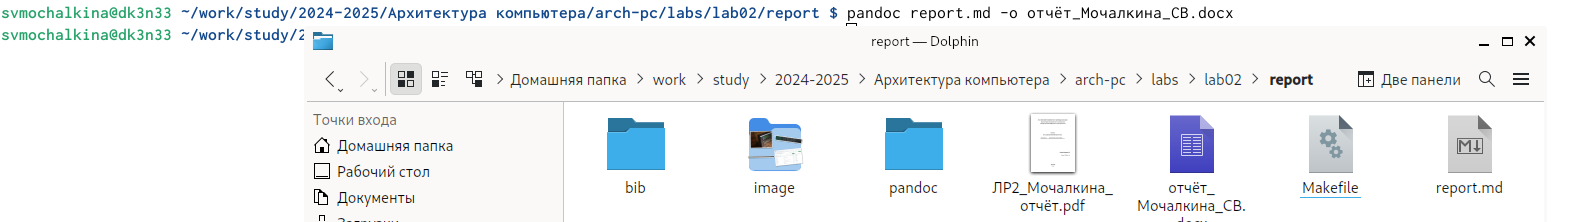 svmochalkina@dk3n33 ~/work/study/2024-2025/Архитектура компьютера/arch-pc/labs/lab02/report $ pandoc report.md -o отчёт_Мочалкина_СВ.docx
svmochalkina@dk3n33 ~/work/study/2
report — Dolphin
Домашняя папка > work > study > 2024-2025 > Архитектура компьютера > arch-pc > labs > lab02 > report
Две панели
Точки входа
Домашняя папка
Рабочий стол
Документы
Загрузки
bib
image
pandoc
ЛР2_Мочалкина_
отчёт.pdf
отчёт_
Мочалкина_СВ.
docx
Makefile
report.md